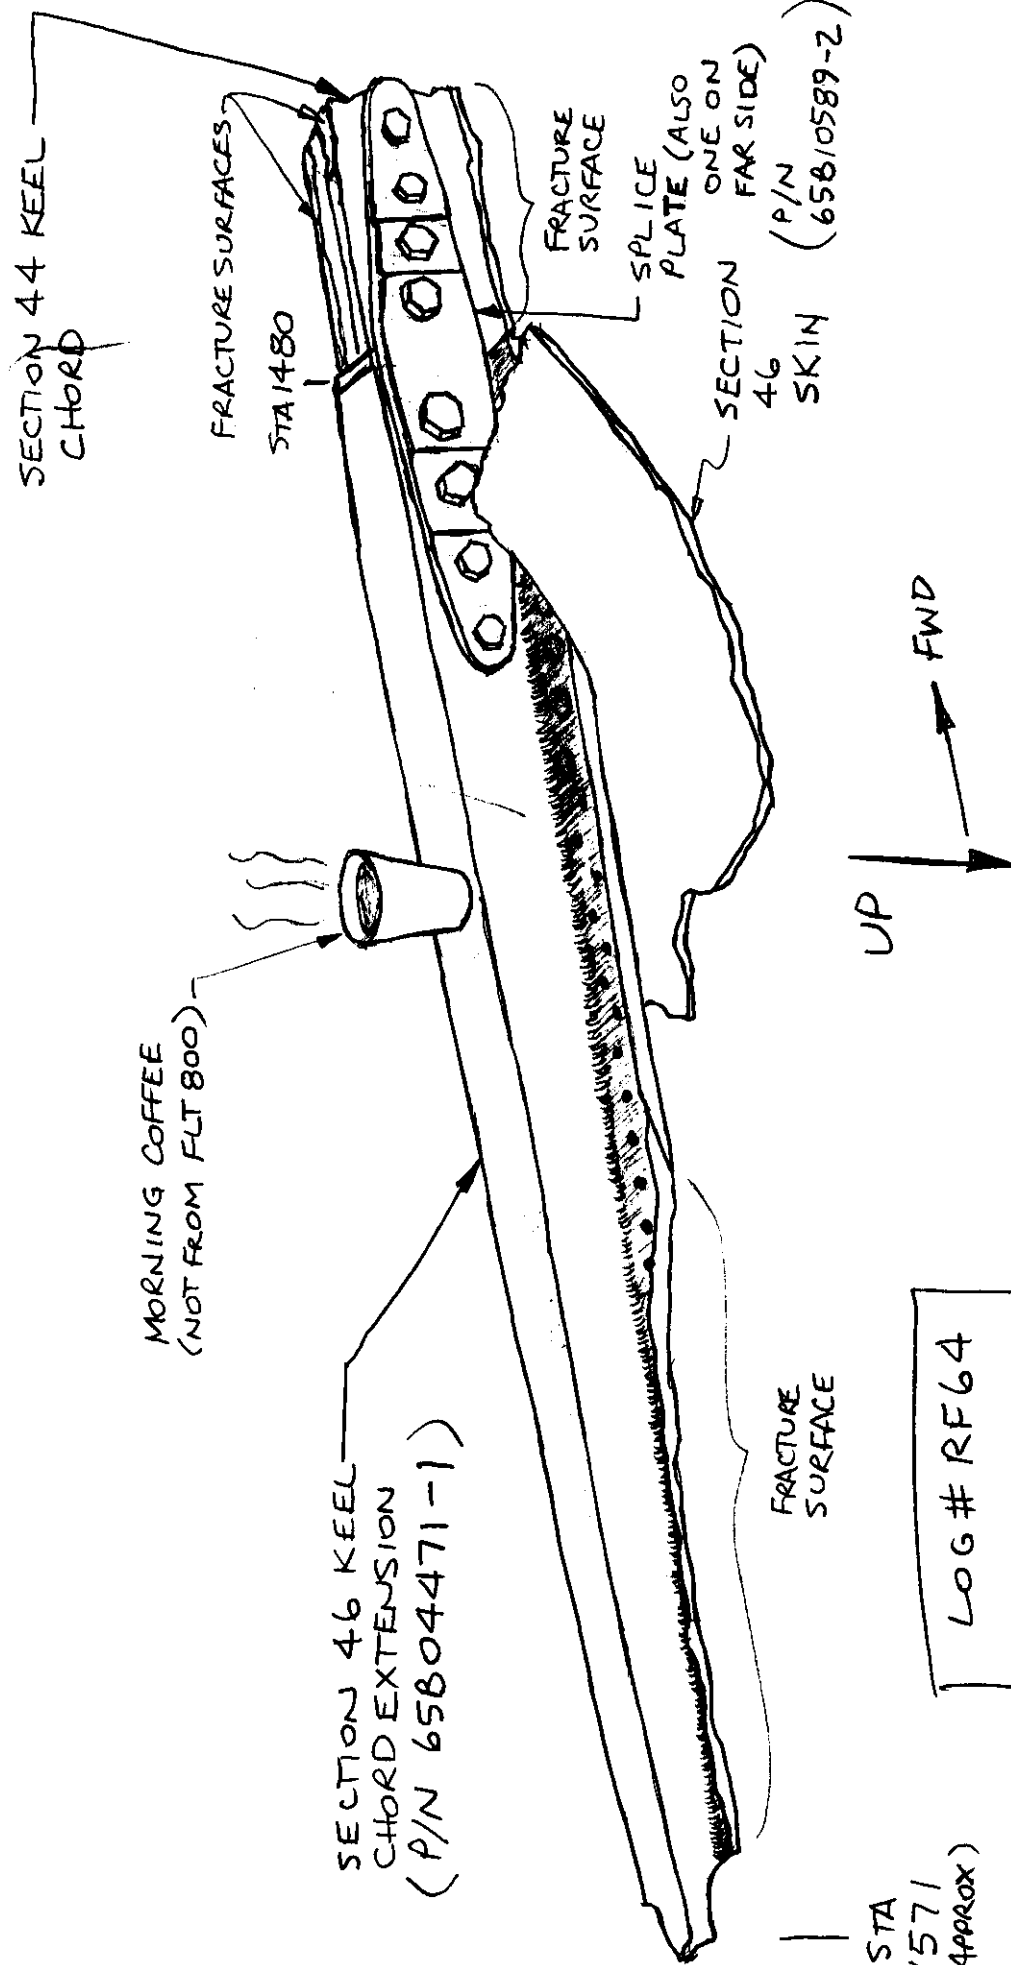 SECTION 44 KEEL
CHORD
FRACTURE SURFACES
STA 1480
FRACTURE
SURFACE
SPLICE
PLATE (ALSO
ONE ON
FAR SIDE)
(P/N
65B10589-2)
SECTION
46
SKIN
MORNING COFFEE
(NOT FROM FLT 800)
SECTION 46 KEEL
CHORD EXTENSION
(P/N 65B04471-1)
FRACTURE
SURFACE
UP
FWD
LOG # RF64
STA
1571
APPROX)